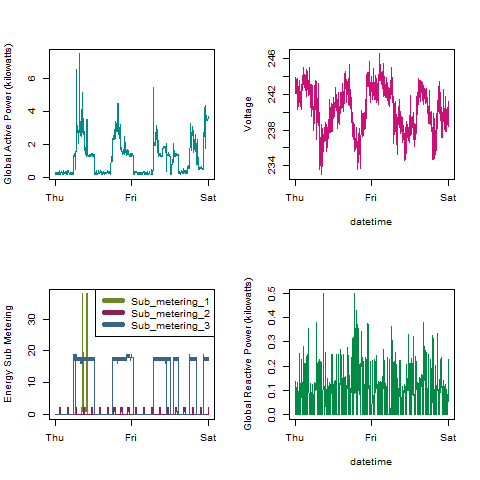 Global Active Power (kilowatts)
0 2 4 6
Thu Fri Sat
Voltage
234 238 242 246
Thu Fri Sat
datetime
Energy Sub Metering
0 10 20 30
Sub_metering_1
Sub_metering_2
Sub_metering_3
Thu Fri Sat
Global Reactive Power (kilowatts)
0.0 0.1 0.2 0.3 0.4 0.5
Thu Fri Sat
datetime